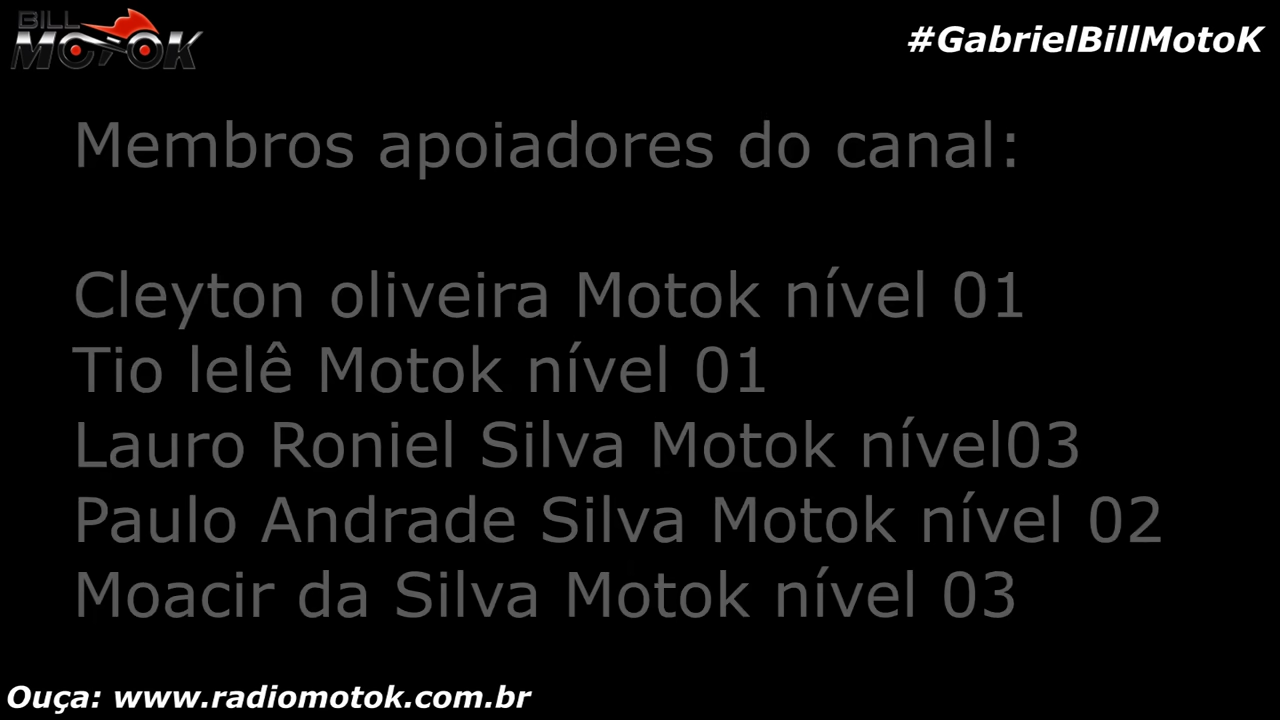 BILL
MOTOK
#GabrielBillMotoK
Membros apoiadores do canal:
Cleyton oliveira Motok nível 01
Tio lelê Motok nível 01
Lauro Roniel Silva Motok nível03
Paulo Andrade Silva Motok nível 02
Moacir da Silva Motok nível 03
Ouça: www.radiomotok.com.br